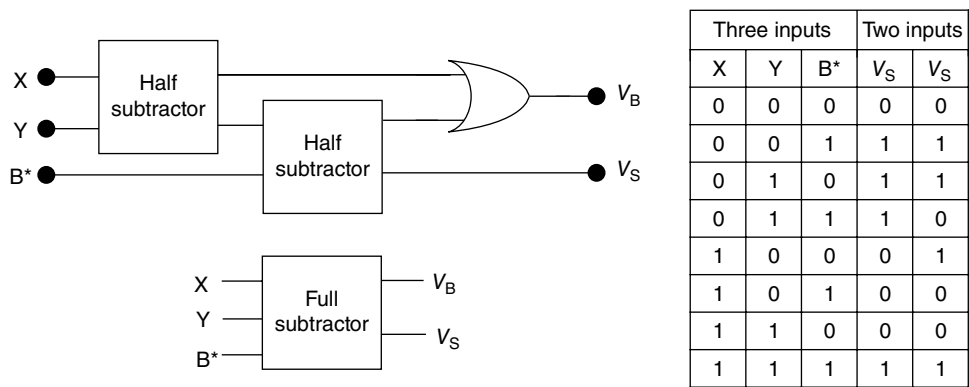 X
Y
B*
Half
subtractor
Half
subtractor
V_B
V_S
X
Y
B*
Full
subtractor
V_B
V_S
Three inputs Two inputs
X Y B* V_S V_S
0 0 0 0 0
0 0 1 1 1
0 1 0 1 1
0 1 1 1 0
1 0 0 0 1
1 0 1 0 0
1 1 0 0 0
1 1 1 1 1